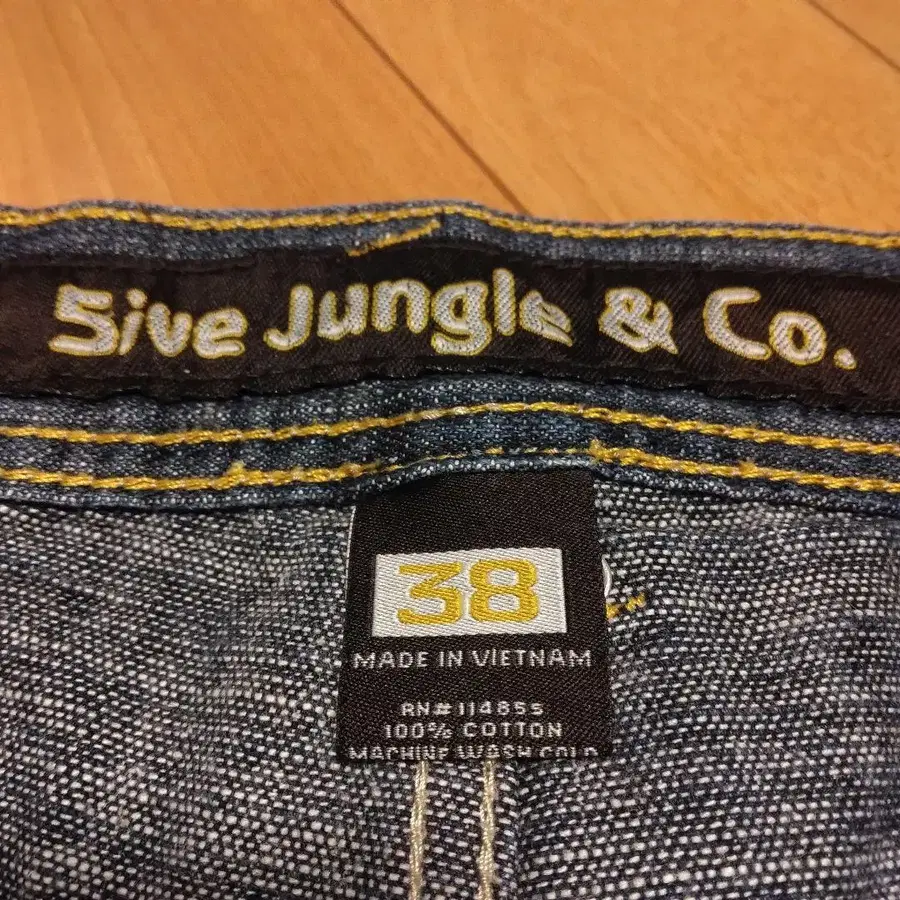 5ive Jungle & Co.
38
MADE IN VIETNAM
RN# 114855
100% COTTON
MACHINE WASH COLD